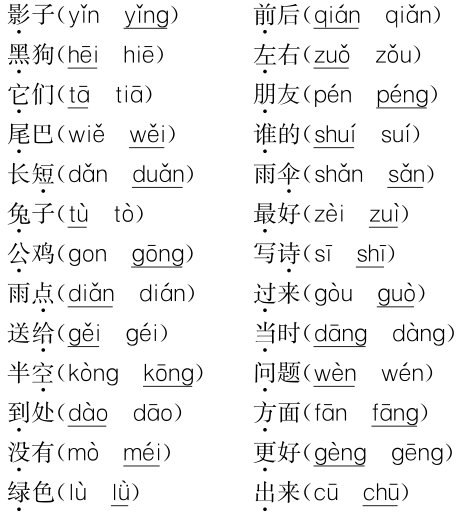 影子(yǐn yǐng) 前后(qián qiǎn)
黑狗(hēi hiē) 左右(zuǒ zǒu)
它们(tā tiā) 朋友(pén péng)
尾巴(wiě wěi) 谁的(shuí suí)
长短(dǎn duǎn) 雨伞(shǎn sǎn)
兔子(tù tò) 最好(zèi zuì)
公鸡(gon gōng) 写诗(sī shī)
雨点(diǎn dián) 过来(gòu guò)
送给(gěi géi) 当时(dāng dàng)
半空(kòng kōng) 问题(wèn wén)
到处(dào dāo) 方面(fān fāng)
没有(mò méi) 更好(gèng gēng)
绿色(lù lǜ) 出来(cū chū)